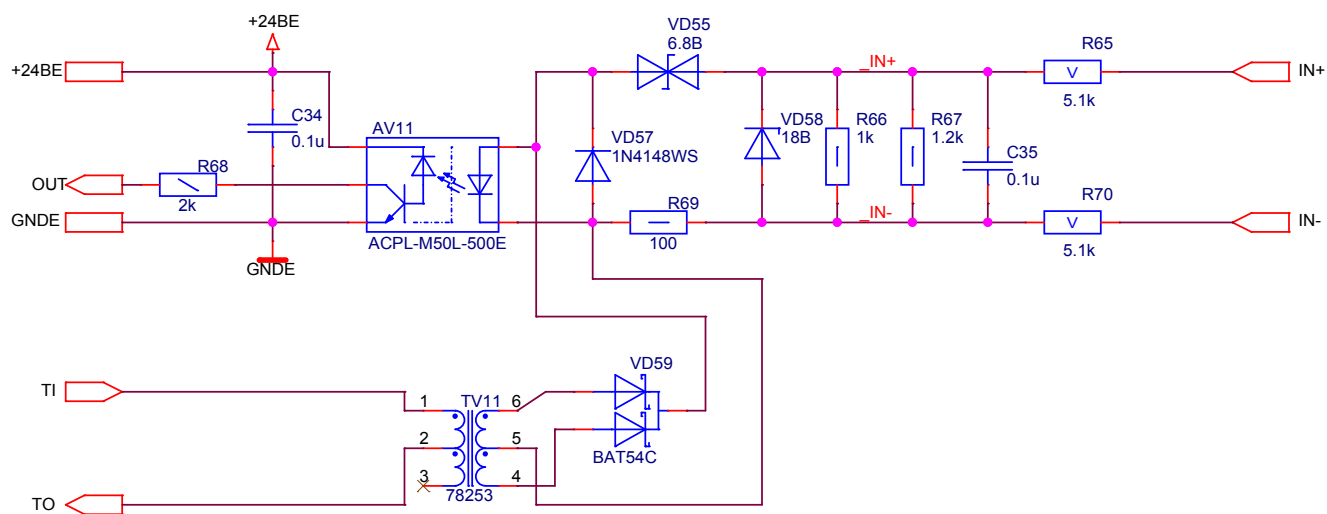 +24BE
VD55
6.8B
R65
+24BE
_IN+
V
IN+
5.1k
C34
0.1u
AV11
VD57
1N4148WS
VD58
18B
R66
1k
R67
1.2k
C35
0.1u
OUT
R68
2k
GNDE
R69
100
_IN-
R70
V
IN-
5.1k
ACPL-M50L-500E
GNDE
VD59
TI
1
TV11
6
2
5
BAT54C
3
4
78253
TO